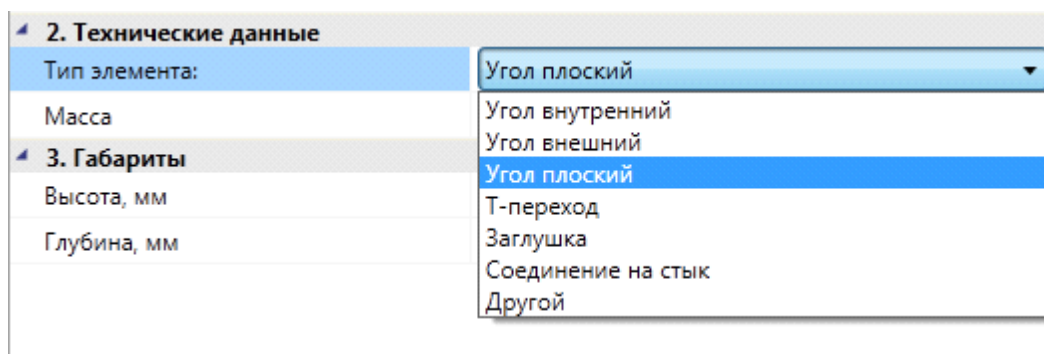 2. Технические данные
Тип элемента: Угол плоский
Масса
Угол внутренний
Угол внешний
Угол плоский
Т-переход
Заглушка
Соединение на стык
Другой
3. Габариты
Высота, мм
Глубина, мм